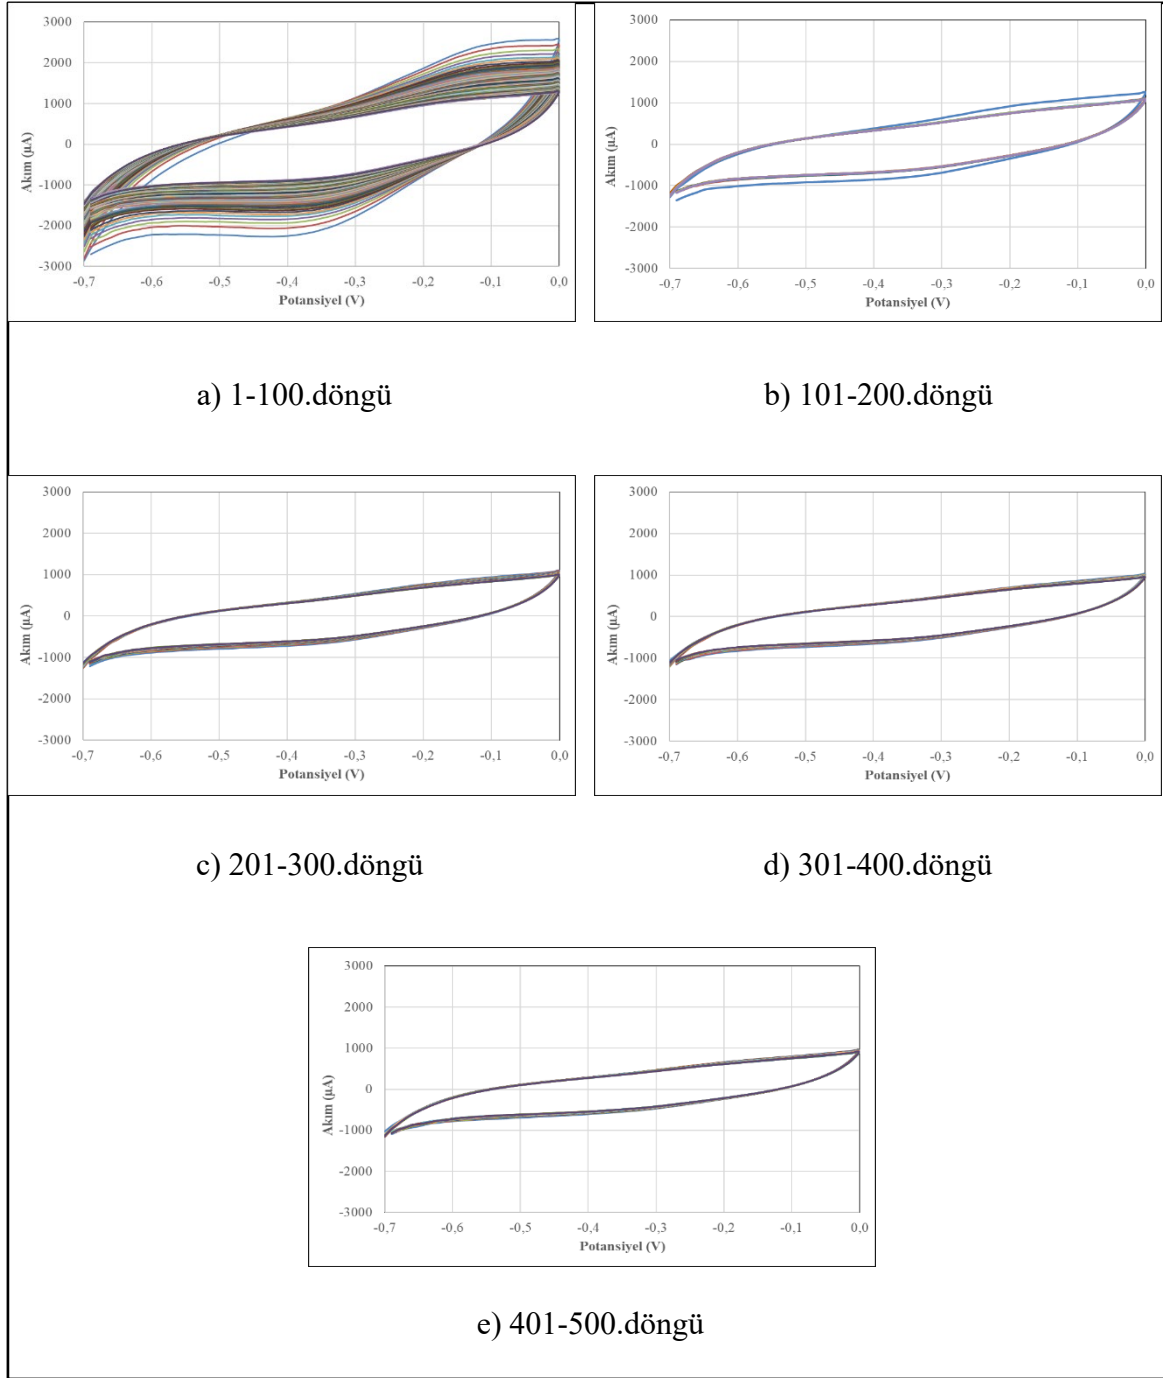 3000
2000
1000
0
-1000
-2000
-3000
Akım (µA)
-0,7 -0,6 -0,5 -0,4 -0,3 -0,2 -0,1 0,0
Potansiyel (V)
a) 1-100.döngü
3000
2000
1000
0
-1000
-2000
-3000
Akım (µA)
-0,7 -0,6 -0,5 -0,4 -0,3 -0,2 -0,1 0,0
Potansiyel (V)
b) 101-200.döngü
3000
2000
1000
0
-1000
-2000
-3000
Akım (µA)
-0,7 -0,6 -0,5 -0,4 -0,3 -0,2 -0,1 0,0
Potansiyel (V)
c) 201-300.döngü
3000
2000
1000
0
-1000
-2000
-3000
Akım (µA)
-0,7 -0,6 -0,5 -0,4 -0,3 -0,2 -0,1 0,0
Potansiyel (V)
d) 301-400.döngü
3000
2000
1000
0
-1000
-2000
-3000
Akım (µA)
-0,7 -0,6 -0,5 -0,4 -0,3 -0,2 -0,1 0,0
Potansiyel (V)
e) 401-500.döngü